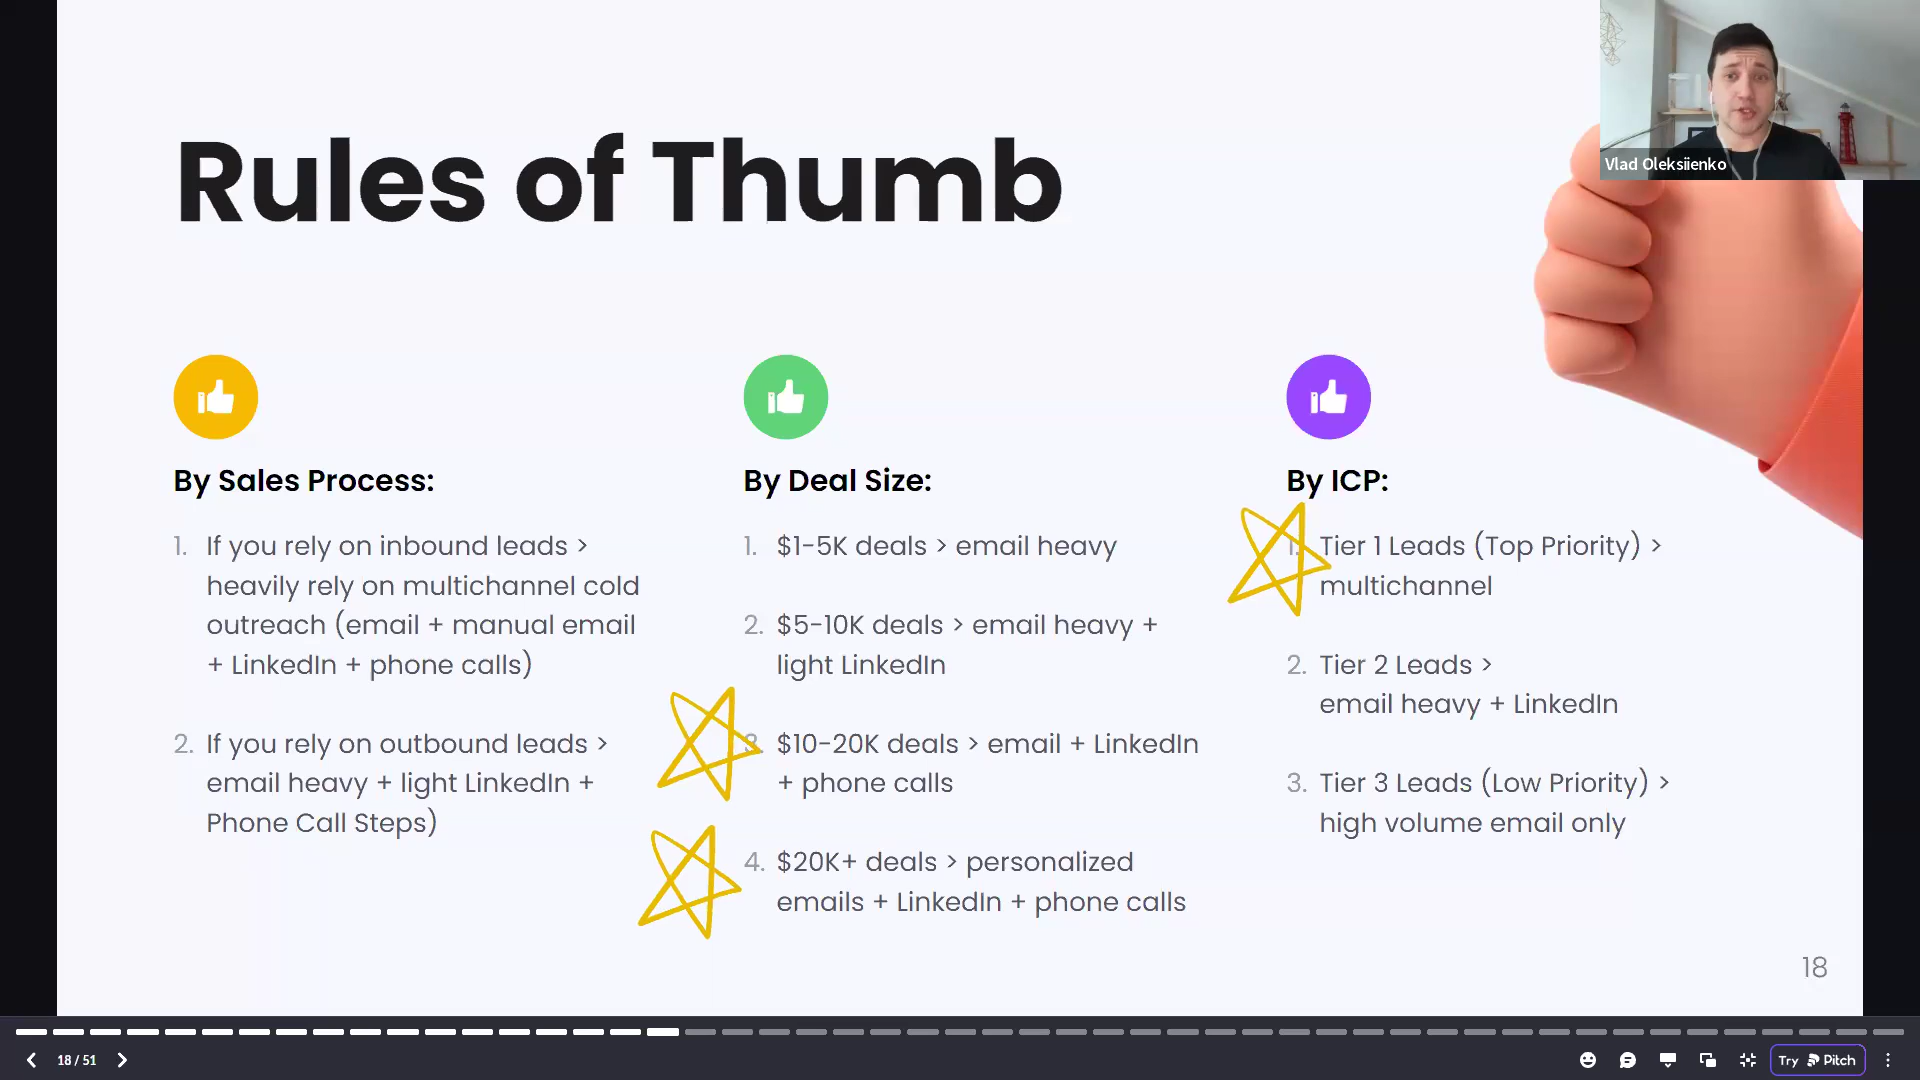 Rules of Thumb
Vlad Oleksiienko
By Sales Process:
1. If you rely on inbound leads >
heavily rely on multichannel cold
outreach (email + manual email
+ LinkedIn + phone calls)
2. If you rely on outbound leads >
email heavy + light LinkedIn +
Phone Call Steps)
By Deal Size:
1. $1-5K deals > email heavy
2. $5-10K deals > email heavy +
light LinkedIn
3. $10-20K deals > email + LinkedIn
+ phone calls
4. $20K+ deals > personalized
emails + LinkedIn + phone calls
By ICP:
1. Tier 1 Leads (Top Priority) >
multichannel
2. Tier 2 Leads >
email heavy + LinkedIn
3. Tier 3 Leads (Low Priority) >
high volume email only
18
18 / 51
Try Pitch